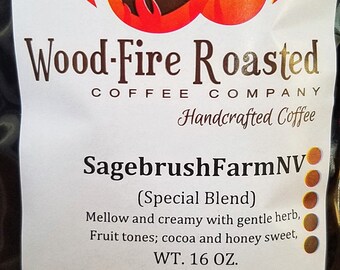 Wood-Fire Roasted
COFFEE COMPANY
Handcrafted Coffee
SagebrushFarmNV
(Special Blend)
Mellow and creamy with gentle herb,
Fruit tones; cocoa and honey sweet,
WT. 16 OZ.